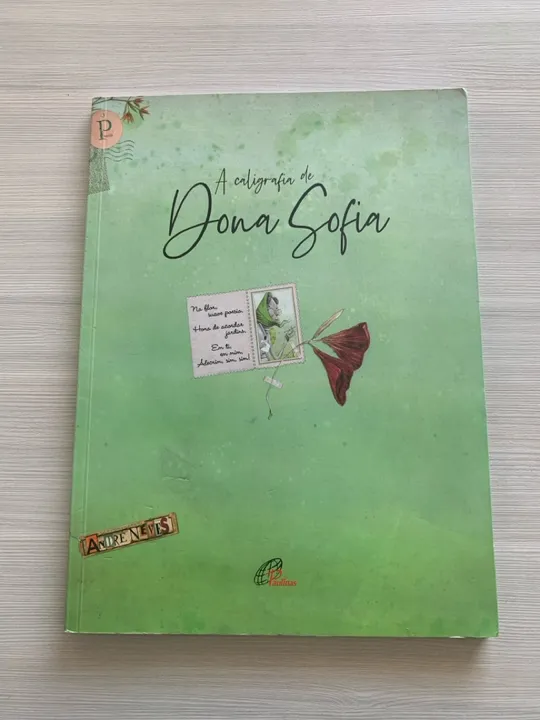 P
A caligrafia de
Dona Sofia
Na flor,
suave poesia.
Hora de acordar
jardins.
Em ti,
em mim,
Alecrim, sim, sim!
ANDRÉ NEVES
Paulinas